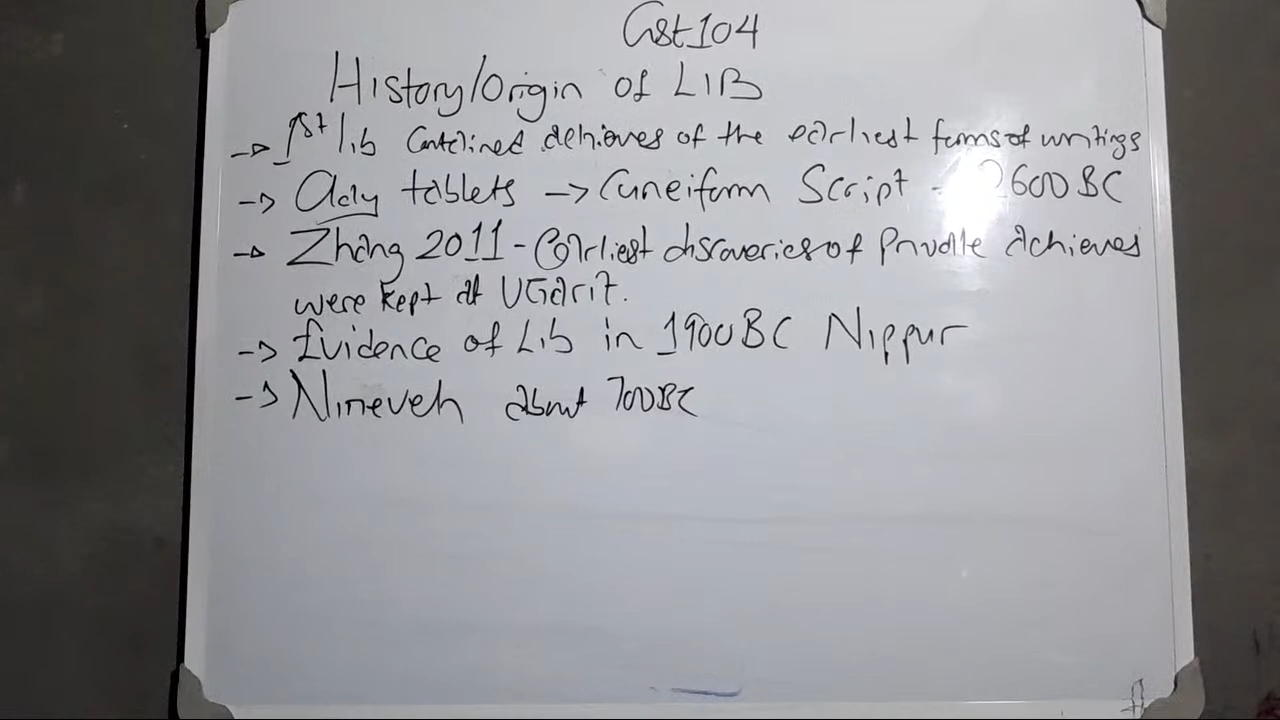 Gst104
History/Origin of LIB
→ 1st lib Contained achieves of the earliest forms of writings
→ Clay tablets → Cuneiform Script - 2600BC
→ Zhang 2011 - Earliest discoveries of Private achieves
were kept at UGarit.
→ Evidence of Lib in 1900BC Nippur
→ Nineveh about 700BC